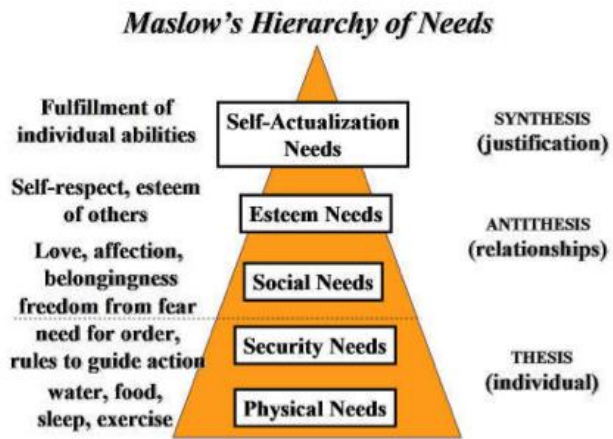 Maslow's Hierarchy of Needs
Fulfillment of
individual abilities
Self-Actualization
Needs
SYNTHESIS
(justification)
Self-respect, esteem
of others
Esteem Needs
ANTITHESIS
(relationships)
Love, affection,
belongingness
freedom from fear
Social Needs
need for order,
rules to guide action
Security Needs
THESIS
(individual)
water, food,
sleep, exercise
Physical Needs